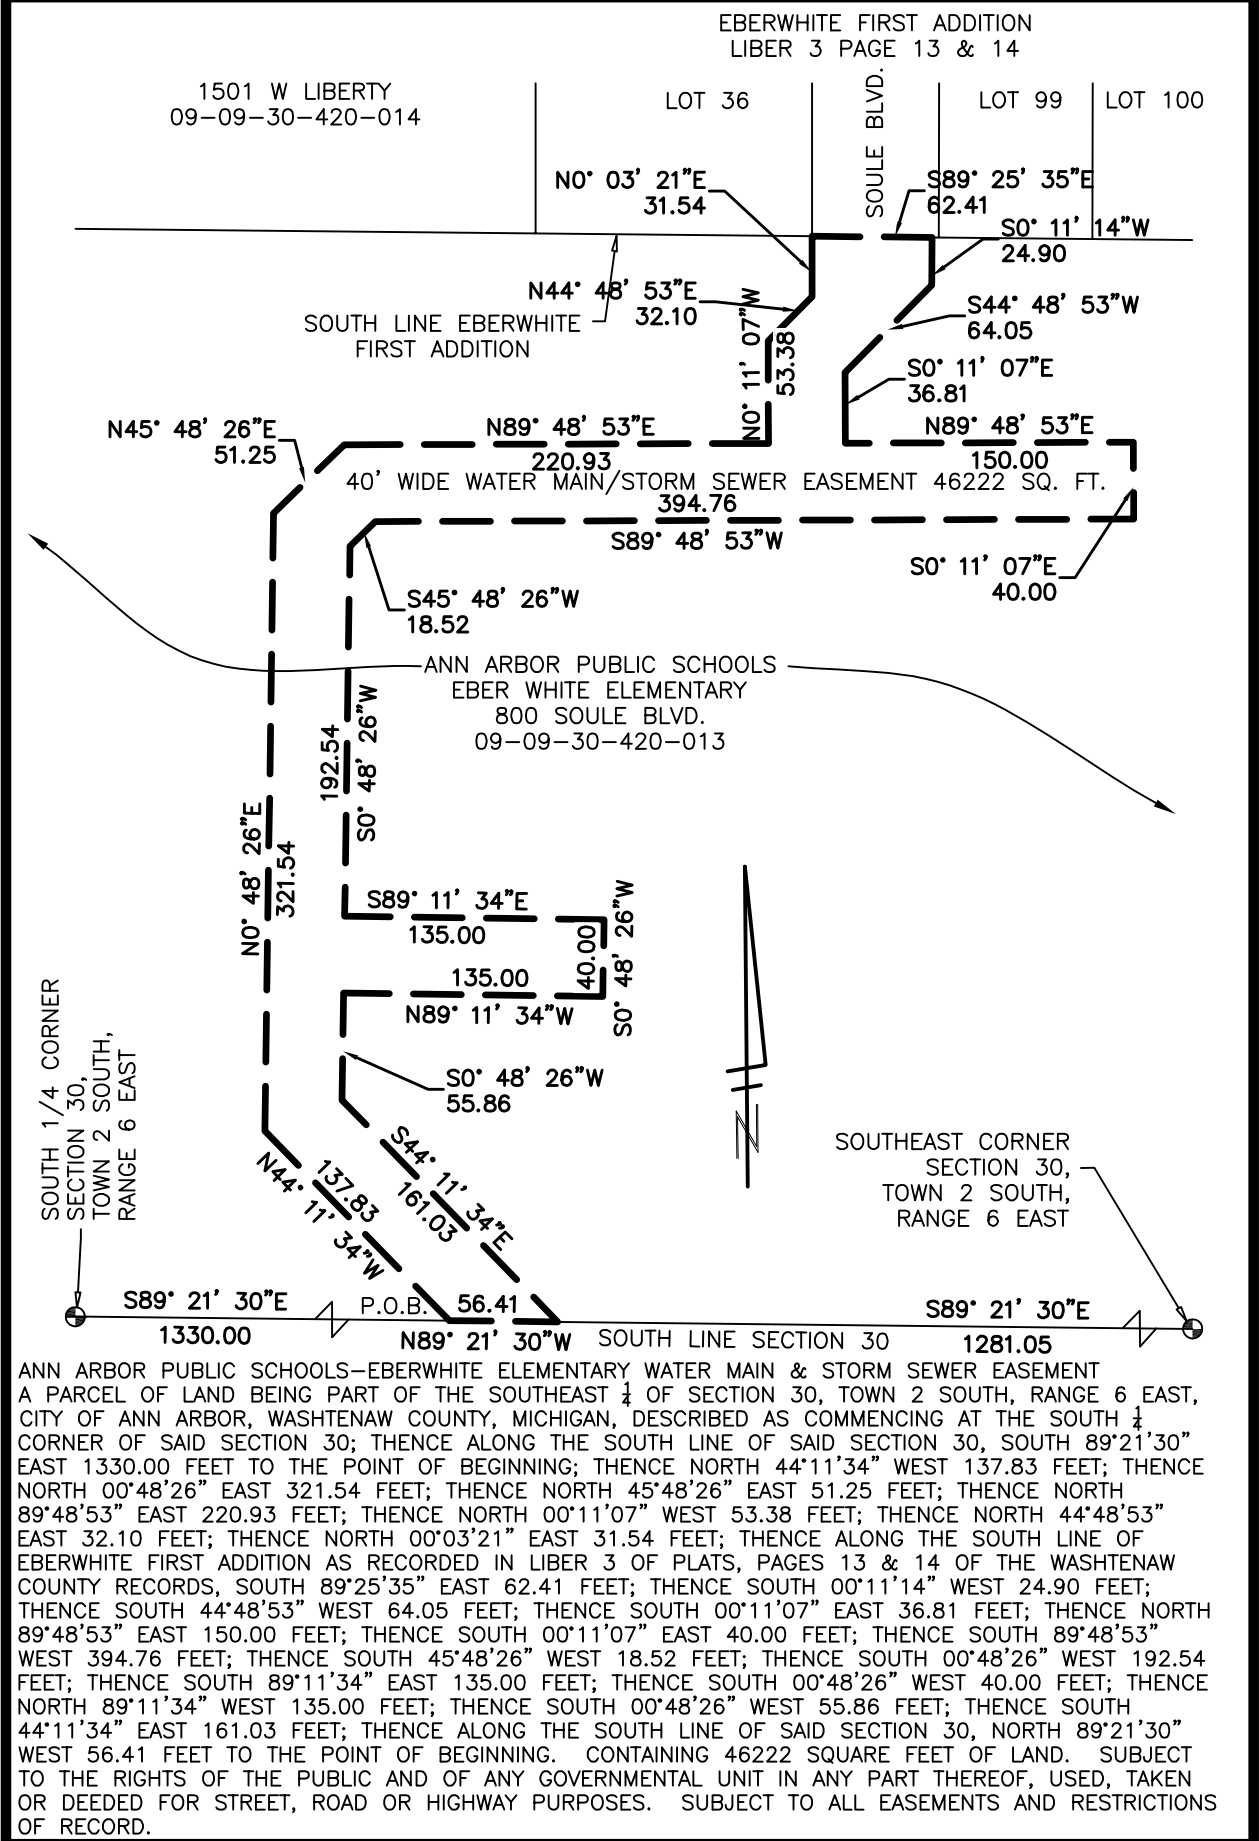 EBERWHITE FIRST ADDITION
LIBER 3 PAGE 13 & 14
1501 W LIBERTY
09-09-30-420-014
LOT 36
SOULE BLVD.
LOT 99
LOT 100
N0° 03' 21"E
31.54
S89° 25' 35"E
62.41
S0° 11' 14"W
24.90
N44° 48' 53"E
32.10
SOUTH LINE EBERWHITE
FIRST ADDITION
N0° 11' 07"W
53.38
S44° 48' 53"W
64.05
S0° 11' 07"E
36.81
N45° 48' 26"E
51.25
N89° 48' 53"E
220.93
N89° 48' 53"E
150.00
40' WIDE WATER MAIN/STORM SEWER EASEMENT 46222 SQ. FT.
394.76
S89° 48' 53"W
S0° 11' 07"E
40.00
S45° 48' 26"W
18.52
ANN ARBOR PUBLIC SCHOOLS
EBER WHITE ELEMENTARY
800 SOULE BLVD.
09-09-30-420-013
192.54
S0° 48' 26"W
N0° 48' 26"E
321.54
S89° 11' 34"E
135.00
40.00
S0° 48' 26"W
135.00
N89° 11' 34"W
S0° 48' 26"W
55.86
SOUTH 1/4 CORNER
SECTION 30,
TOWN 2 SOUTH,
RANGE 6 EAST
N
SOUTHEAST CORNER
SECTION 30,
TOWN 2 SOUTH,
RANGE 6 EAST
S44° 11' 34"E
161.03
137.83
N44° 11' 34"W
S89° 21' 30"E
1330.00
P.O.B.
56.41
N89° 21' 30"W
SOUTH LINE SECTION 30
S89° 21' 30"E
1281.05
ANN ARBOR PUBLIC SCHOOLS-EBERWHITE ELEMENTARY WATER MAIN & STORM SEWER EASEMENT
A PARCEL OF LAND BEING PART OF THE SOUTHEAST ¼ OF SECTION 30, TOWN 2 SOUTH, RANGE 6 EAST,
CITY OF ANN ARBOR, WASHTENAW COUNTY, MICHIGAN, DESCRIBED AS COMMENCING AT THE SOUTH ¼
CORNER OF SAID SECTION 30; THENCE ALONG THE SOUTH LINE OF SAID SECTION 30, SOUTH 89°21'30"
EAST 1330.00 FEET TO THE POINT OF BEGINNING; THENCE NORTH 44°11'34" WEST 137.83 FEET; THENCE
NORTH 00°48'26" EAST 321.54 FEET; THENCE NORTH 45°48'26" EAST 51.25 FEET; THENCE NORTH
89°48'53" EAST 220.93 FEET; THENCE NORTH 00°11'07" WEST 53.38 FEET; THENCE NORTH 44°48'53"
EAST 32.10 FEET; THENCE NORTH 00°03'21" EAST 31.54 FEET; THENCE ALONG THE SOUTH LINE OF
EBERWHITE FIRST ADDITION AS RECORDED IN LIBER 3 OF PLATS, PAGES 13 & 14 OF THE WASHTENAW
COUNTY RECORDS, SOUTH 89°25'35" EAST 62.41 FEET; THENCE SOUTH 00°11'14" WEST 24.90 FEET;
THENCE SOUTH 44°48'53" WEST 64.05 FEET; THENCE SOUTH 00°11'07" EAST 36.81 FEET; THENCE NORTH
89°48'53" EAST 150.00 FEET; THENCE SOUTH 00°11'07" EAST 40.00 FEET; THENCE SOUTH 89°48'53"
WEST 394.76 FEET; THENCE SOUTH 45°48'26" WEST 18.52 FEET; THENCE SOUTH 00°48'26" WEST 192.54
FEET; THENCE SOUTH 89°11'34" EAST 135.00 FEET; THENCE SOUTH 00°48'26" WEST 40.00 FEET; THENCE
NORTH 89°11'34" WEST 135.00 FEET; THENCE SOUTH 00°48'26" WEST 55.86 FEET; THENCE SOUTH
44°11'34" EAST 161.03 FEET; THENCE ALONG THE SOUTH LINE OF SAID SECTION 30, NORTH 89°21'30"
WEST 56.41 FEET TO THE POINT OF BEGINNING. CONTAINING 46222 SQUARE FEET OF LAND. SUBJECT
TO THE RIGHTS OF THE PUBLIC AND OF ANY GOVERNMENTAL UNIT IN ANY PART THEREOF, USED, TAKEN
OR DEEDED FOR STREET, ROAD OR HIGHWAY PURPOSES. SUBJECT TO ALL EASEMENTS AND RESTRICTIONS
OF RECORD.